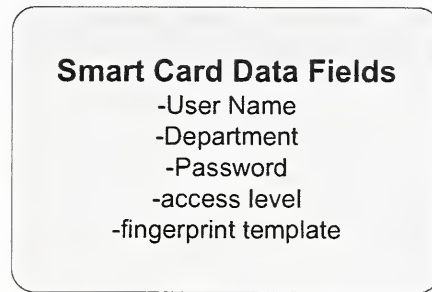 Smart Card Data Fields
-User Name
-Department
-Password
-access level
-fingerprint template